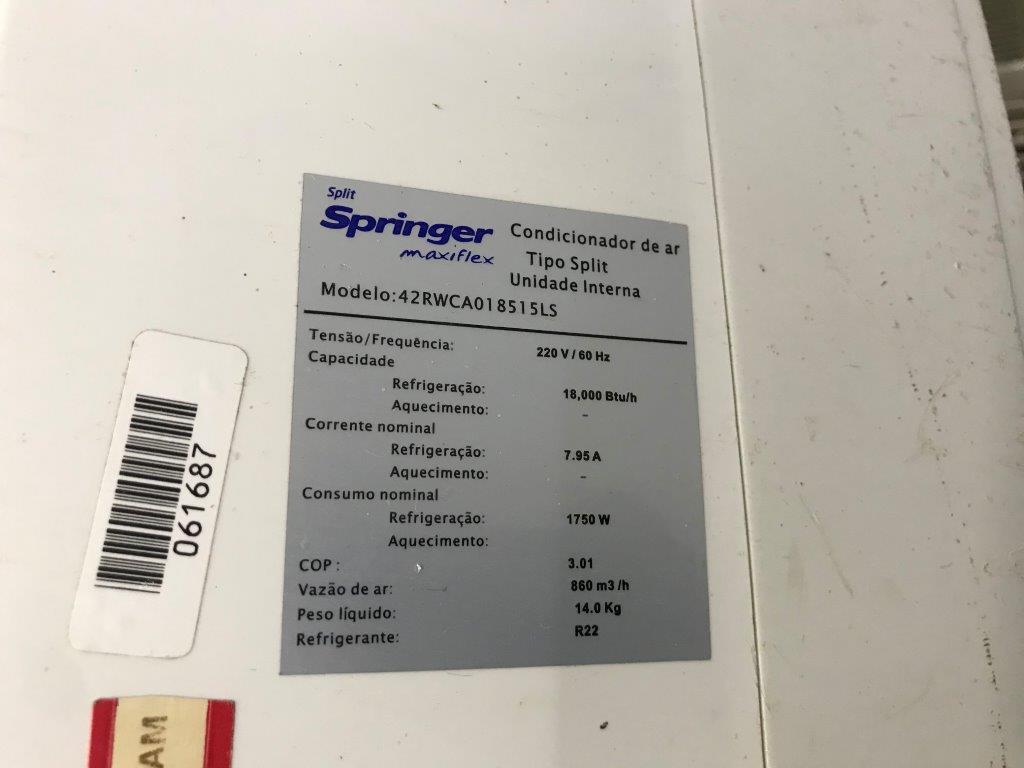 Split
Springer
maxiflex
Condicionador de ar
Tipo Split
Unidade Interna
Modelo:42RWCA018515LS
Tensão/Frequência: 220 V / 60 Hz
Capacidade
Refrigeração: 18,000 Btu/h
Aquecimento: –
Corrente nominal
Refrigeração: 7.95 A
Aquecimento: –
Consumo nominal
Refrigeração: 1750 W
Aquecimento:
COP : 3.01
Vazão de ar: 860 m3 /h
Peso líquido: 14.0 Kg
Refrigerante: R22
061687
AM